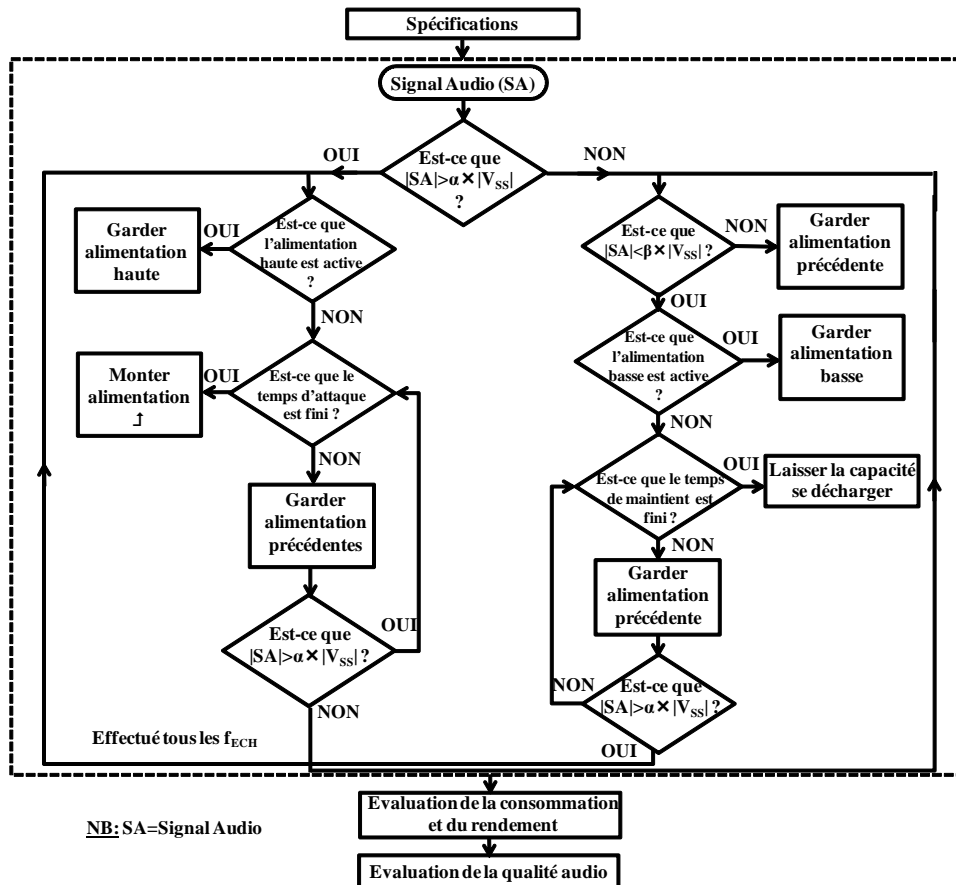 Spécifications
Signal Audio (SA)
Est-ce que
|SA|>α×|VSS|
?
OUI
NON
Est-ce que
l'alimentation
haute est active
?
OUI
Garder
alimentation
haute
NON
Est-ce que le
temps d'attaque
est fini ?
OUI
Monter
alimentation
NON
Garder
alimentation
précédentes
Est-ce que
|SA|>α×|VSS| ?
OUI
NON
Est-ce que
|SA|<β×|VSS| ?
NON
Garder
alimentation
précédente
OUI
Est-ce que
l'alimentation
basse est active
?
OUI
Garder
alimentation
basse
NON
Est-ce que le temps
de maintient est
fini ?
OUI
Laisser la capacité
se décharger
NON
Garder
alimentation
précédente
Est-ce que
|SA|>α×|VSS| ?
NON
OUI
Effectué tous les fECH
Evaluation de la consommation
et du rendement
NB: SA=Signal Audio
Evaluation de la qualité audio